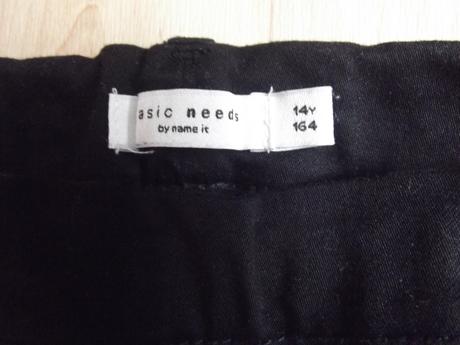 asic needs
by name it
14Y
164